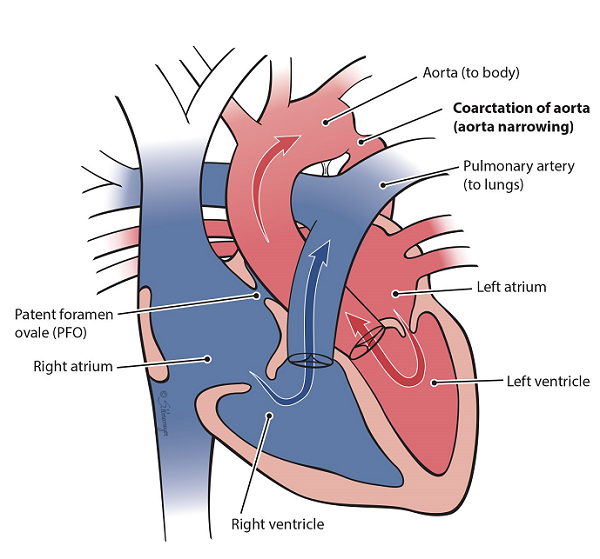 Aorta (to body)
Coarctation of aorta
(aorta narrowing)
Pulmonary artery
(to lungs)
Left atrium
Patent foramen
ovale (PFO)
Right atrium
Left ventricle
Right ventricle